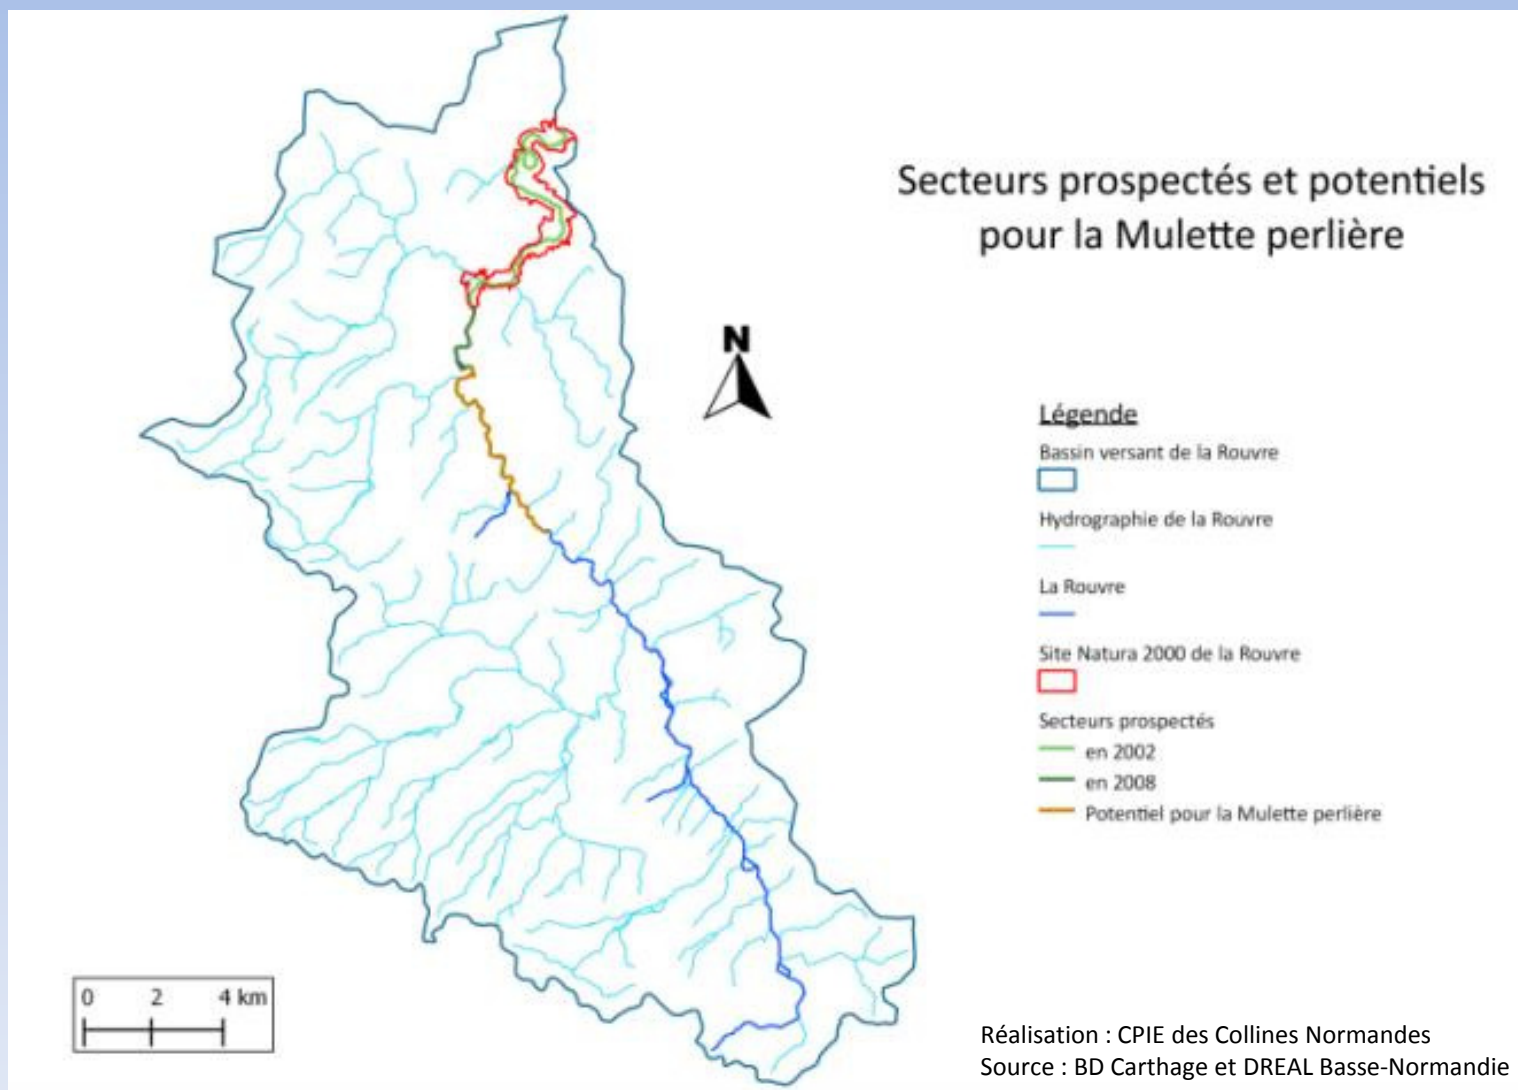 Secteurs prospectés et potentiels
pour la Mulette perlière
N
Légende
Bassin versant de la Rouvre
Hydrographie de la Rouvre
La Rouvre
Site Natura 2000 de la Rouvre
Secteurs prospectés
en 2002
en 2008
Potentiel pour la Mulette perlière
0 2 4 km
Réalisation : CPIE des Collines Normandes
Source : BD Carthage et DREAL Basse-Normandie